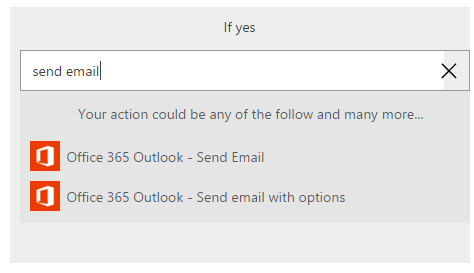 If yes
send email
Your action could be any of the follow and many more...
Office 365 Outlook - Send Email
Office 365 Outlook - Send email with options